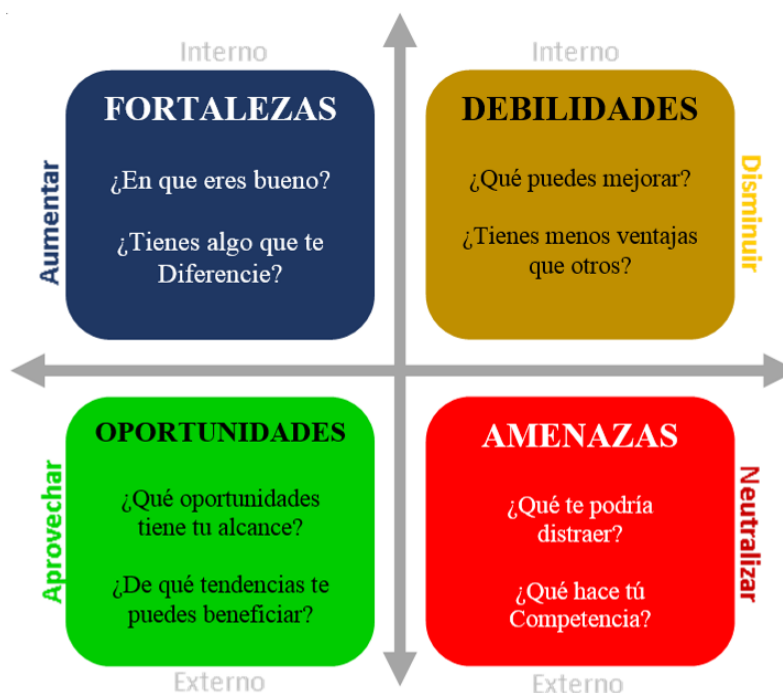 Interno
Interno
FORTALEZAS
¿En que eres bueno?
¿Tienes algo que te
Diferencie?
Aumentar
DEBILIDADES
¿Qué puedes mejorar?
¿Tienes menos ventajas
que otros?
Disminuir
OPORTUNIDADES
¿Qué oportunidades
tiene tu alcance?
¿De qué tendencias te
puedes beneficiar?
Aprovechar
AMENAZAS
¿Qué te podría
distraer?
¿Qué hace tú
Competencia?
Neutralizar
Externo
Externo